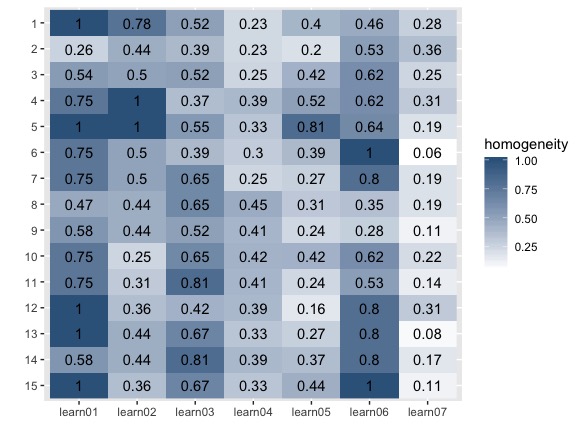 1 1 0.78 0.52 0.23 0.4 0.46 0.28
2 0.26 0.44 0.39 0.23 0.2 0.53 0.36
3 0.54 0.5 0.52 0.25 0.42 0.62 0.25
4 0.75 1 0.37 0.39 0.52 0.62 0.31
5 1 1 0.55 0.33 0.81 0.64 0.19
6 0.75 0.5 0.39 0.3 0.39 1 0.06
7 0.75 0.5 0.65 0.25 0.27 0.8 0.19
8 0.47 0.44 0.65 0.45 0.31 0.35 0.19
9 0.58 0.44 0.52 0.41 0.24 0.28 0.11
10 0.75 0.25 0.65 0.42 0.42 0.62 0.22
11 0.75 0.31 0.81 0.41 0.24 0.53 0.14
12 1 0.36 0.42 0.39 0.16 0.8 0.31
13 1 0.44 0.67 0.33 0.27 0.8 0.08
14 0.58 0.44 0.81 0.39 0.37 0.8 0.17
15 1 0.36 0.67 0.33 0.44 1 0.11
learn01 learn02 learn03 learn04 learn05 learn06 learn07
homogeneity
1.00
0.75
0.50
0.25